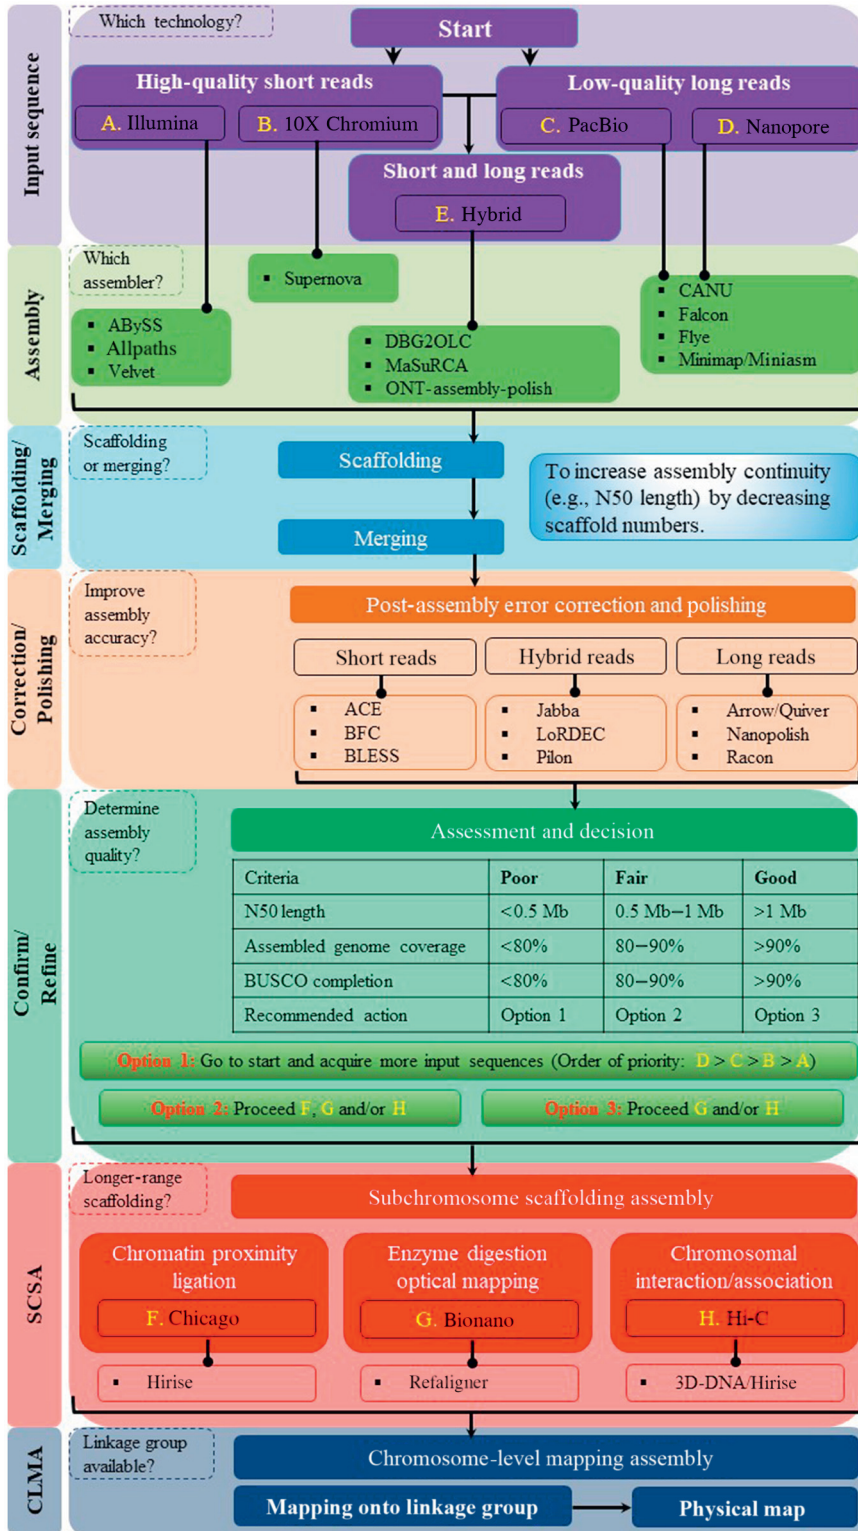 Input sequence
Which technology?
Start
High-quality short reads
A. Illumina
B. 10X Chromium
Low-quality long reads
C. PacBio
D. Nanopore
Short and long reads
E. Hybrid
Assembly
Which
assembler?
▪ ABySS
▪ Allpaths
▪ Velvet
▪ Supernova
▪ DBG2OLC
▪ MaSuRCA
▪ ONT-assembly-polish
▪ CANU
▪ Falcon
▪ Flye
▪ Minimap/Miniasm
Scaffolding/
Merging
Scaffolding
or merging?
Scaffolding
Merging
To increase assembly continuity
(e.g., N50 length) by decreasing
scaffold numbers.
Correction/
Polishing
Improve
assembly
accuracy?
Post-assembly error correction and polishing
Short reads
▪ ACE
▪ BFC
▪ BLESS
Hybrid reads
▪ Jabba
▪ LoRDEC
▪ Pilon
Long reads
▪ Arrow/Quiver
▪ Nanopolish
▪ Racon
Confirm/
Refine
Determine
assembly
quality?
Assessment and decision
Criteria Poor Fair Good
N50 length <0.5 Mb 0.5 Mb–1 Mb >1 Mb
Assembled genome coverage <80% 80–90% >90%
BUSCO completion <80% 80–90% >90%
Recommended action Option 1 Option 2 Option 3
Option 1: Go to start and acquire more input sequences (Order of priority: D > C > B > A)
Option 2: Proceed F, G and/or H
Option 3: Proceed G and/or H
SCSA
Longer-range
scaffolding?
Subchromosome scaffolding assembly
Chromatin proximity
ligation
F. Chicago
▪ Hirise
Enzyme digestion
optical mapping
G. Bionano
▪ Refaligner
Chromosomal
interaction/association
H. Hi-C
▪ 3D-DNA/Hirise
CLMA
Linkage group
available?
Chromosome-level mapping assembly
Mapping onto linkage group
Physical map